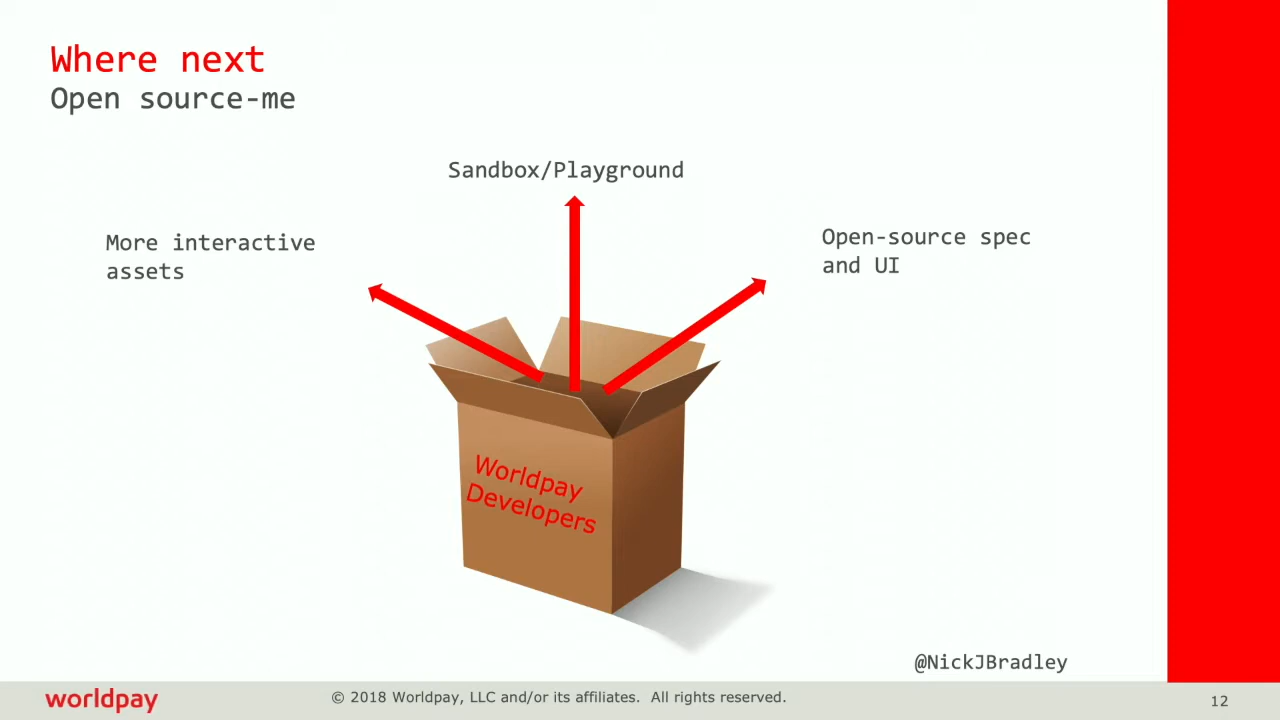 Where next
Open source-me
Sandbox/Playground
More interactive
assets
Open-source spec
and UI
Worldpay
Developers
@NickJBradley
worldpay
© 2018 Worldpay, LLC and/or its affiliates. All rights reserved.
12